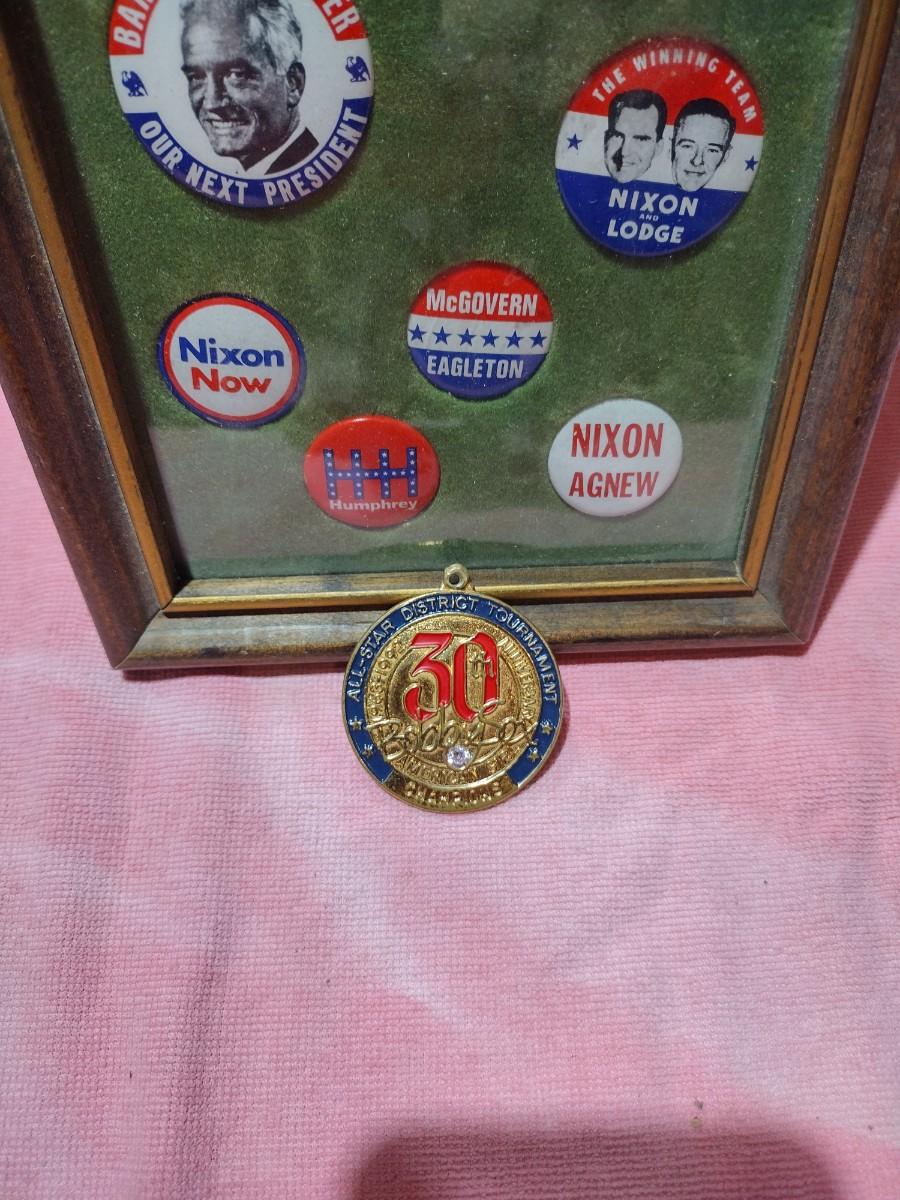 OUR NEXT PRESIDENT
THE WINNING TEAM
NIXON
AND
LODGE
McGOVERN
EAGLETON
Nixon
Now
HHH
Humphrey
NIXON
AGNEW
ALL-STAR DISTRICT TOURNAMENT
30th
CHAMPIONS